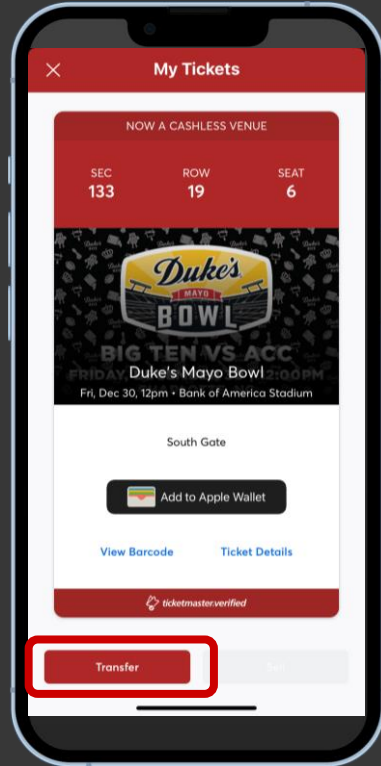 My Tickets
NOW A CASHLESS VENUE
SEC ROW SEAT
133 19 6
Duke's
MAYO
BOWL
BIG TEN VS ACC
Duke's Mayo Bowl
Fri, Dec 30, 12pm • Bank of America Stadium
South Gate
Add to Apple Wallet
View Barcode Ticket Details
ticketmaster.verified
Transfer Sell